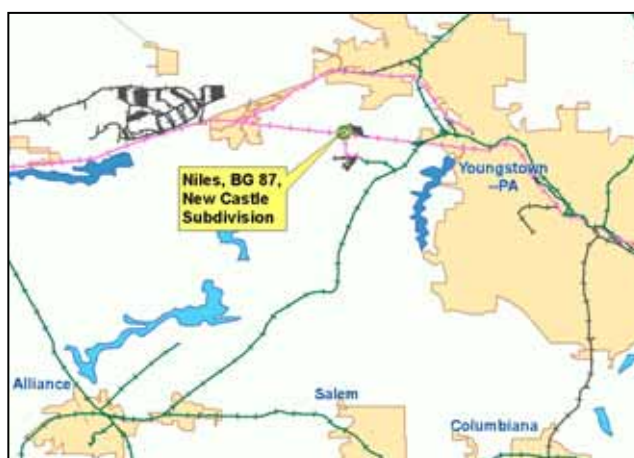 Niles, BG 87,
New Castle
Subdivision
Youngstown
--PA
Alliance
Salem
Columbiana